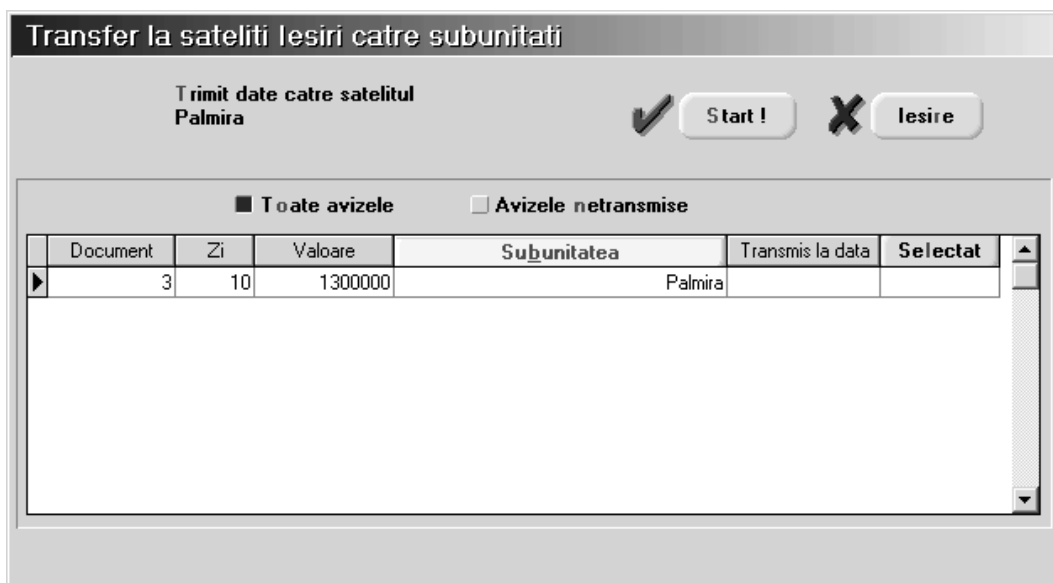 Transfer la sateliti Iesiri catre subunitati
Trimit date catre satelitul
Palmira
Start !
Iesire
Toate avizele
Avizele netransmise
Document Zi Valoare Subunitatea Transmis la data Selectat
3 10 1300000 Palmira